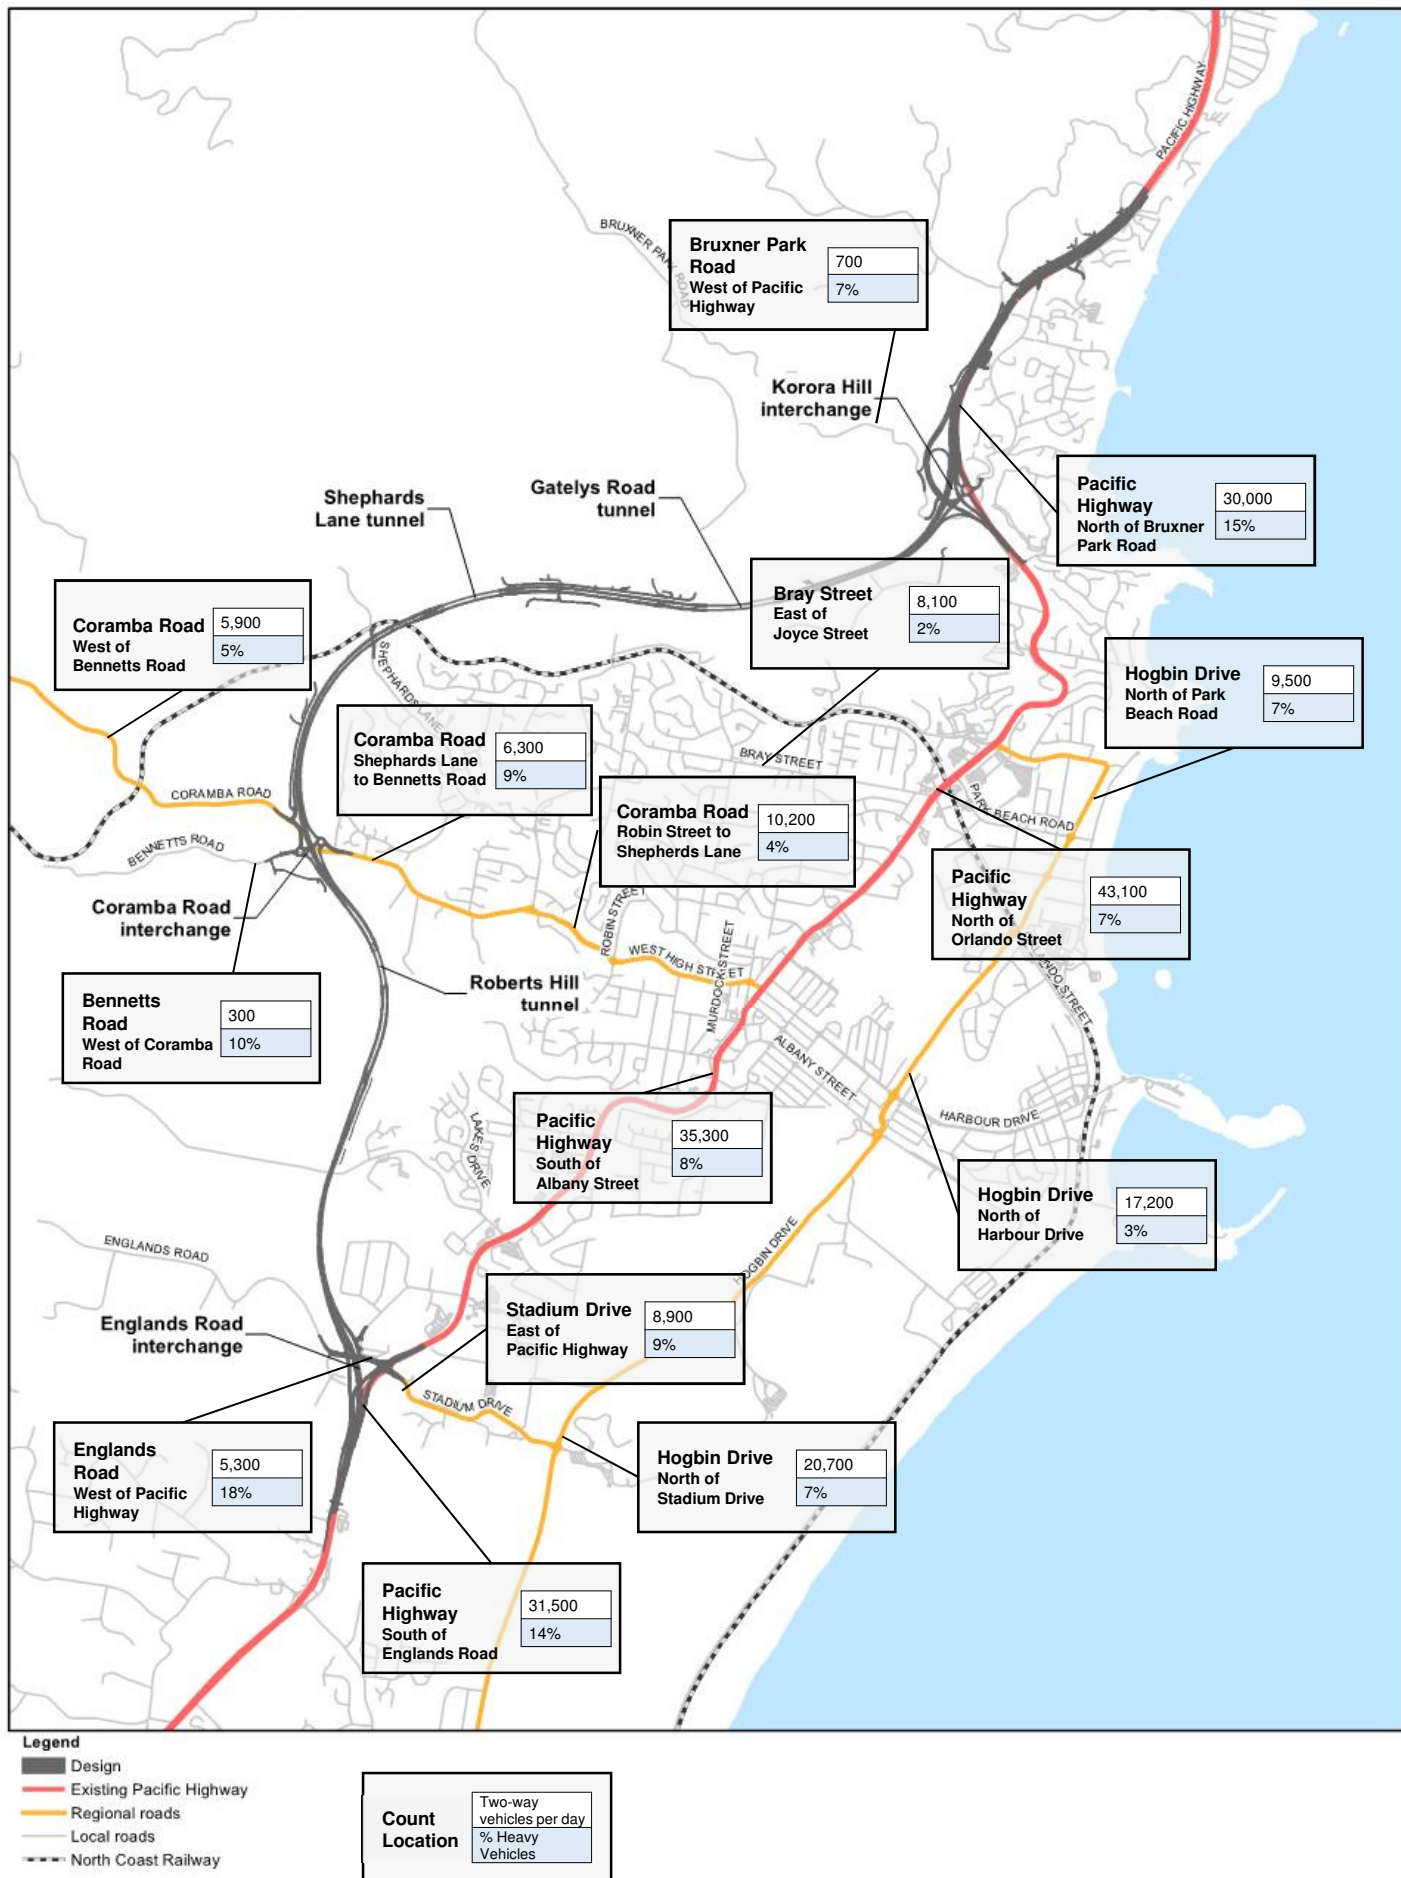 PACIFIC HIGHWAY
BRUXNER PARK ROAD
Bruxner Park
Road
West of Pacific
Highway
700
7%
Korora Hill
interchange
Pacific
Highway
North of Bruxner
Park Road
30,000
15%
Gatelys Road
tunnel
Shephards
Lane tunnel
Bray Street
East of
Joyce Street
8,100
2%
Coramba Road
West of
Bennetts Road
5,900
5%
SHEPHARDS LANE
Hogbin Drive
North of Park
Beach Road
9,500
7%
Coramba Road
Shephards Lane
to Bennetts Road
6,300
9%
BRAY STREET
CORAMBA ROAD
Coramba Road
Robin Street to
Shepherds Lane
10,200
4%
PARK BEACH ROAD
BENNETTS ROAD
Pacific
Highway
North of
Orlando Street
43,100
7%
Coramba Road
interchange
ROBIN STREET
WEST HIGH STREET
MURDOCK STREET
Roberts Hill
tunnel
Bennetts
Road
West of Coramba
Road
300
10%
ALBANY STREET
HARBOUR DRIVE
Pacific
Highway
South of
Albany Street
35,300
8%
LAKES DRIVE
Hogbin Drive
North of
Harbour Drive
17,200
3%
ENGLANDS ROAD
HOGBIN DRIVE
Stadium Drive
East of
Pacific Highway
8,900
9%
Englands Road
interchange
STADIUM DRIVE
Englands
Road
West of Pacific
Highway
5,300
18%
Hogbin Drive
North of
Stadium Drive
20,700
7%
Pacific
Highway
South of
Englands Road
31,500
14%
Legend
Design
Existing Pacific Highway
Regional roads
Local roads
North Coast Railway
Count
Location
Two-way
vehicles per day
% Heavy
Vehicles